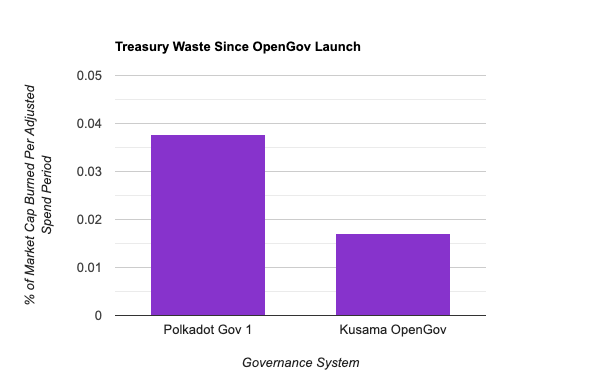 Treasury Waste Since OpenGov Launch
% of Market Cap Burned Per Adjusted
Spend Period
0.05
0.04
0.03
0.02
0.01
0
Polkadot Gov 1
Kusama OpenGov
Governance System